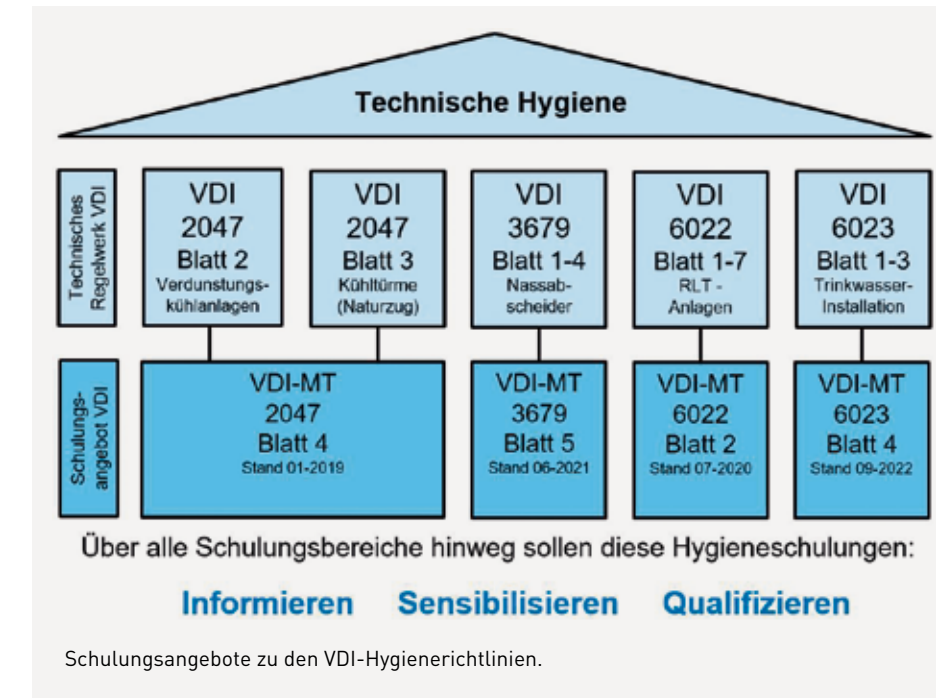 Technische Hygiene
Technisches
Regelwerk VDI
VDI
2047
Blatt 2
Verdunstungs-
kühlanlagen
VDI
2047
Blatt 3
Kühltürme
(Naturzug)
VDI
3679
Blatt 1-4
Nassab-
scheider
VDI
6022
Blatt 1-7
RLT -
Anlagen
VDI
6023
Blatt 1-3
Trinkwasser-
Installation
Schulungs-
angebot VDI
VDI-MT
2047
Blatt 4
Stand 01-2019
VDI-MT
3679
Blatt 5
Stand 06-2021
VDI-MT
6022
Blatt 2
Stand 07-2020
VDI-MT
6023
Blatt 4
Stand 09-2022
Über alle Schulungsbereiche hinweg sollen diese Hygieneschulungen:
Informieren Sensibilisieren Qualifizieren
Schulungsangebote zu den VDI-Hygienerichtlinien.